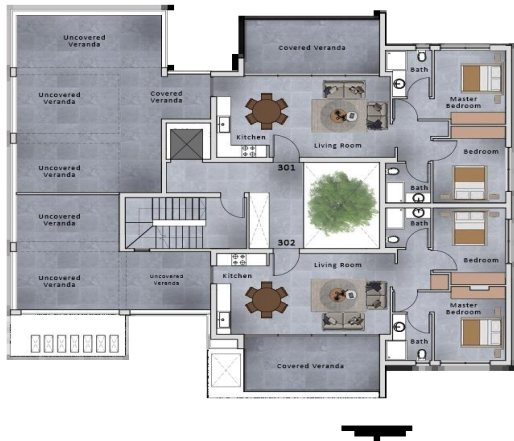 Uncovered
Veranda
Covered Veranda
Bath
Uncovered
Veranda
Covered
Veranda
Master
Bedroom
Kitchen
Living Room
Bedroom
301
Uncovered
Veranda
Bath
Uncovered
Veranda
Bath
302
Living Room
Bedroom
Uncovered
Veranda
Uncovered
Veranda
Kitchen
Master
Bedroom
Bath
Covered Veranda